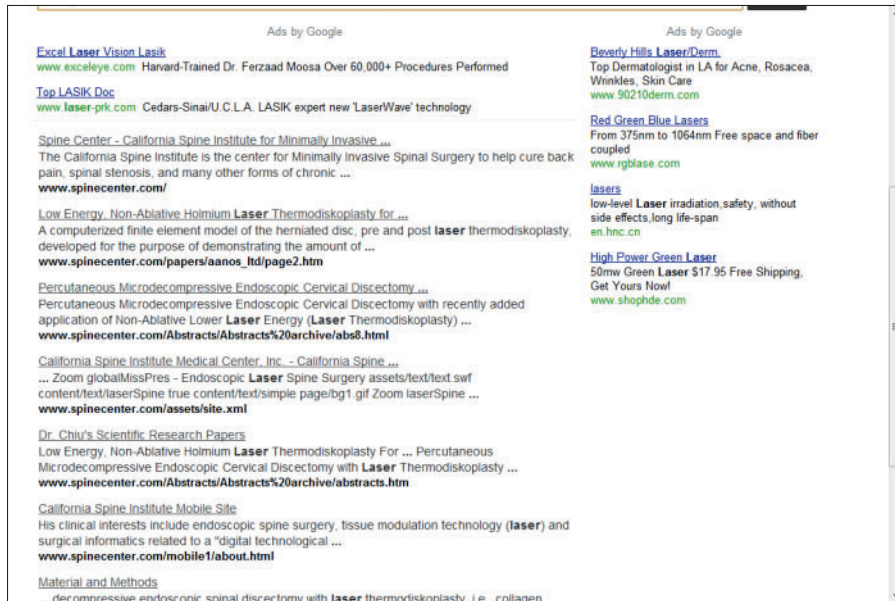 Ads by Google
Excel Laser Vision Lasik
www.exceleye.com Harvard-Trained Dr. Ferzaad Moosa Over 60,000+ Procedures Performed
Top LASIK Doc
www.laser-prk.com Cedars-Sinai/U.C.L.A. LASIK expert new 'LaserWave' technology
Spine Center - California Spine Institute for Minimally Invasive ...
The California Spine Institute is the center for Minimally Invasive Spinal Surgery to help cure back
pain, spinal stenosis, and many other forms of chronic ...
www.spinecenter.com/
Low Energy, Non-Ablative Holmium Laser Thermodiskoplasty for ...
A computerized finite element model of the herniated disc, pre and post laser thermodiskoplasty,
developed for the purpose of demonstrating the amount of ...
www.spinecenter.com/papers/aanos_ltd/page2.htm
Percutaneous Microdecompressive Endoscopic Cervical Discectomy ...
Percutaneous Microdecompressive Endoscopic Cervical Discectomy with recently added
application of Non-Ablative Lower Laser Energy (Laser Thermodiskoplasty) ...
www.spinecenter.com/Abstracts/Abstracts%20archive/abs8.html
California Spine Institute Medical Center, Inc. - California Spine ...
... Zoom globalMissPres - Endoscopic Laser Spine Surgery assets/text/text.swf
content/text/laserSpine true content/text/simple page/bg1.gif Zoom laserSpine ...
www.spinecenter.com/assets/site.xml
Dr. Chiu's Scientific Research Papers
Low Energy, Non-Ablative Holmium Laser Thermodiskoplasty For ... Percutaneous
Microdecompressive Endoscopic Cervical Discectomy with Laser Thermodiskoplasty ...
www.spinecenter.com/Abstracts/Abstracts%20archive/abstracts.htm
California Spine Institute Mobile Site
His clinical interests include endoscopic spine surgery, tissue modulation technology (laser) and
surgical informatics related to a "digital technological ...
www.spinecenter.com/mobile1/about.html
Material and Methods
... decompressive endoscopic spinal discectomy with laser thermodiskoplasty, i.e., collagen
Ads by Google
Beverly Hills Laser/Derm.
Top Dermatologist in LA for Acne, Rosacea,
Wrinkles, Skin Care
www.90210derm.com
Red Green Blue Lasers
From 375nm to 1064nm Free space and fiber
coupled
www.rgblase.com
lasers
low-level Laser irradiation,safety, without
side effects,long life-span
en.hnc.cn
High Power Green Laser
50mw Green Laser $17.95 Free Shipping,
Get Yours Now!
www.shophde.com